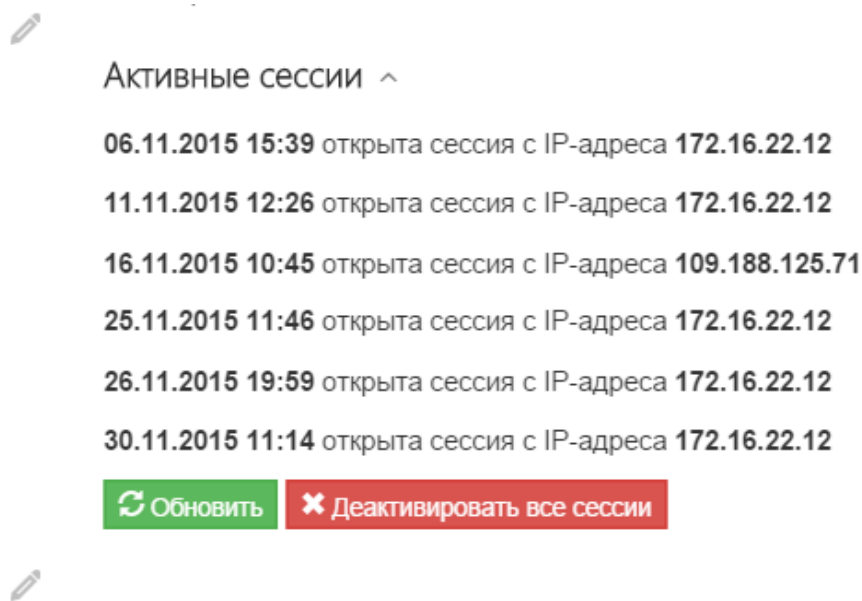 Активные сессии
06.11.2015 15:39 открыта сессия с IP-адреса 172.16.22.12
11.11.2015 12:26 открыта сессия с IP-адреса 172.16.22.12
16.11.2015 10:45 открыта сессия с IP-адреса 109.188.125.71
25.11.2015 11:46 открыта сессия с IP-адреса 172.16.22.12
26.11.2015 19:59 открыта сессия с IP-адреса 172.16.22.12
30.11.2015 11:14 открыта сессия с IP-адреса 172.16.22.12
Обновить Деактивировать все сессии